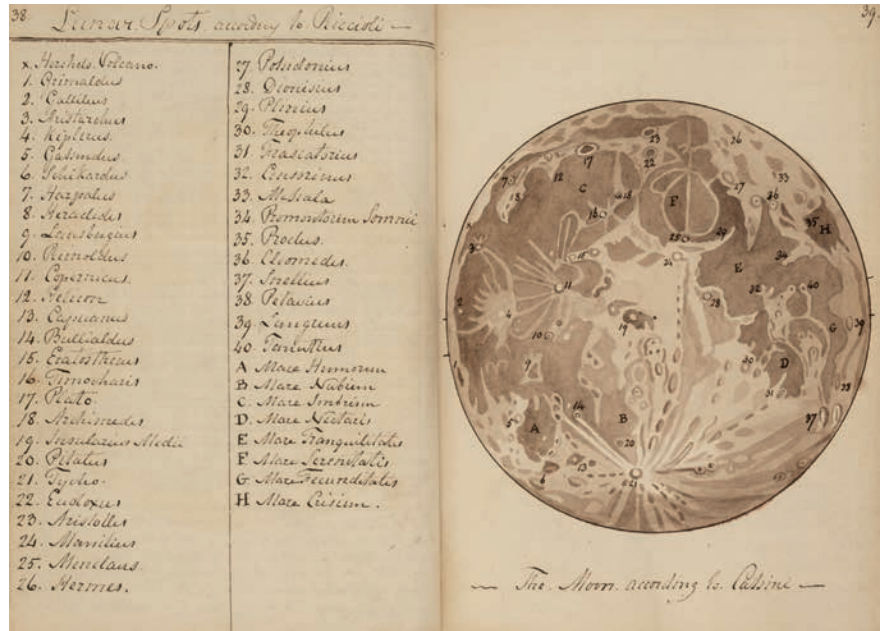 38
Lunar Spots according to Riccioli
x. Herchels Volcano.
1. Grimaldus
2. Gallileus
3. Aristarchus
4. Keplerus
5. Gassendus
6. Schikardus
7. Harpalus
8. Heraclides
9. Lansbergius
10. Reinoldus
11. Copernicus
12. Helicon
13. Capuanus
14. Bullialdus
15. Eratosthenes
16. Timocharis
17. Plato
18. Archimedes
19. Insularius Medii
20. Pitatus
21. Tycho
22. Eudoxus
23. Aristotles
24. Manilius
25. Menelaus
26. Hermes.
27. Posidonius
28. Dionisius
29. Plinius
30. Theophilus
31. Frascatorius
32. Censorinus
33. Messala
34. Promontorium Somnii
35. Proclus
36. Cleomedes
37. Snellius
38. Petavius
39. Langrenus
40. Taruntius
A Mare Humorum
B Mare Nubium
C Mare Imbrium
D. Mare Nectaris
E Mare Tranquilitatis
F Mare Serenitatis
G Mare Fecunditatis
H Mare Crisium.
39.
The Moon according to Cassini